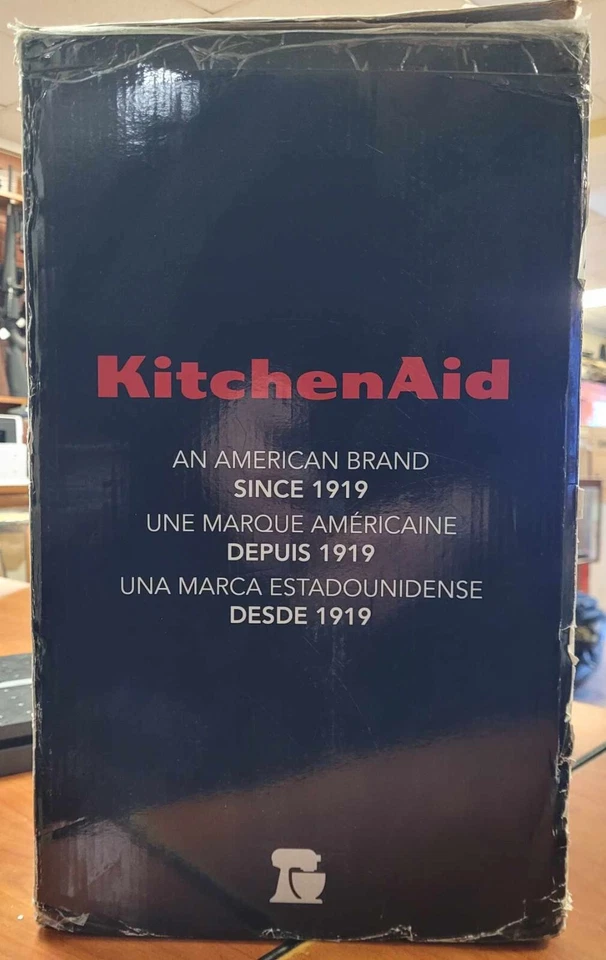 KitchenAid
AN AMERICAN BRAND
SINCE 1919
UNE MARQUE AMÉRICAINE
DEPUIS 1919
UNA MARCA ESTADOUNIDENSE
DESDE 1919